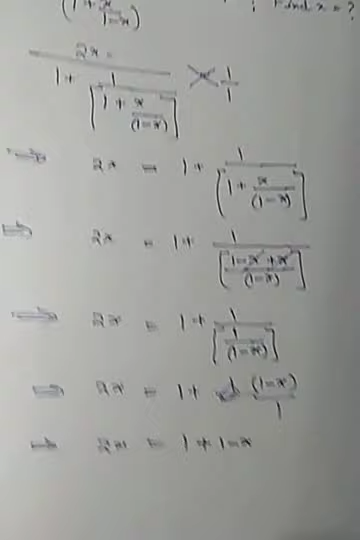 (1 + x/(1-x)) ; Find x = ?
2x / (1 + 1/[1 + x/(1-x)]) × 1/1
⇒ 2x = 1 + 1/[1 + x/(1-x)]
⇒ 2x = 1 + 1/[(1-x+x)/(1-x)]
⇒ 2x = 1 + 1/[1/(1-x)]
⇒ 2x = 1 + (1-x)/1
⇒ 2x = 1 + 1-x